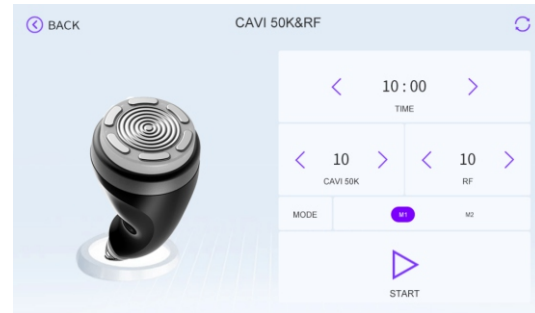 BACK
CAVI 50K&RF
10 : 00
TIME
10
CAVI 50K
10
RF
MODE
M1
M2
START